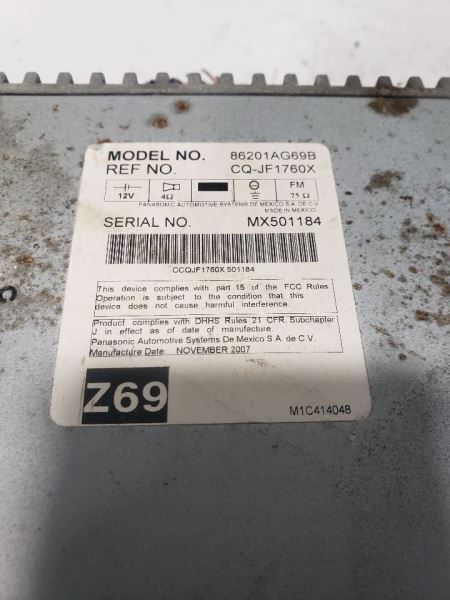 MODEL NO. 86201AG69B
REF NO. CQ-JF1760X
12V 4Ω FM 75Ω
PANASONIC AUTOMOTIVE SYSTEMS DE MEXICO S.A. DE C.V.
MADE IN MEXICO
SERIAL NO. MX501184
CCQJF1760X 501184
This device complies with part 15 of the FCC Rules
Operation is subject to the condition that this
device does not cause harmful interference.
Product complies with DHHS Rules 21 CFR Subchapter
J in effect as of date of manufacture.
Panasonic Automotive Systems De Mexico S.A. de C.V.
Manufacture Date: NOVEMBER 2007
Z69
M1C414048